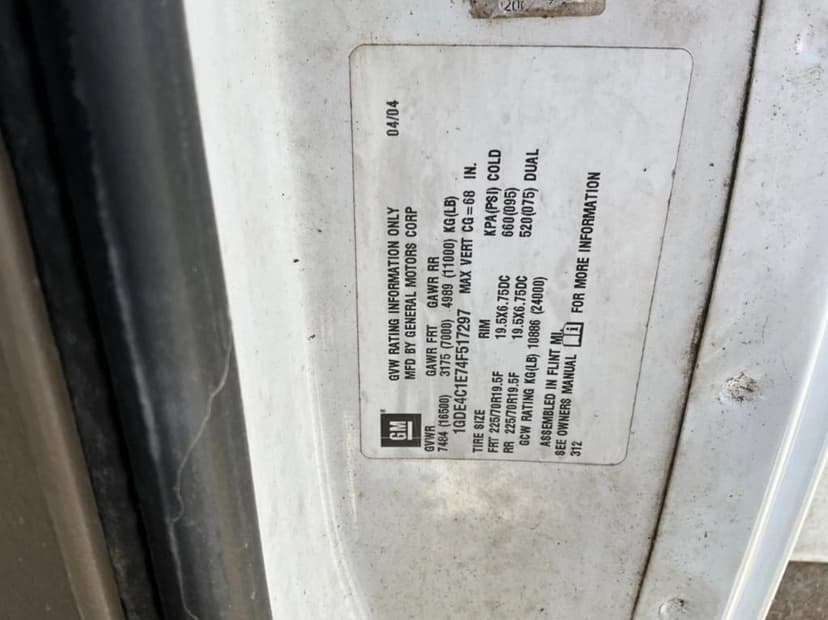 GM
GVW RATING INFORMATION ONLY 04/04
MFD BY GENERAL MOTORS CORP
GVWR GAWR FRT GAWR RR
7484 (16500) 3175 (7000) 4989 (11000) KG(LB)
1GDE4C1E74F517297 MAX VERT CG=68 IN.
TIRE SIZE RIM KPA(PSI) COLD
FRT 225/70R19.5F 19.5X6.75DC 660(095)
RR 225/70R19.5F 19.5X6.75DC 520(075) DUAL
GCW RATING KG(LB) 10886 (24000)
ASSEMBLED IN FLINT MI.
SEE OWNERS MANUAL i FOR MORE INFORMATION
312